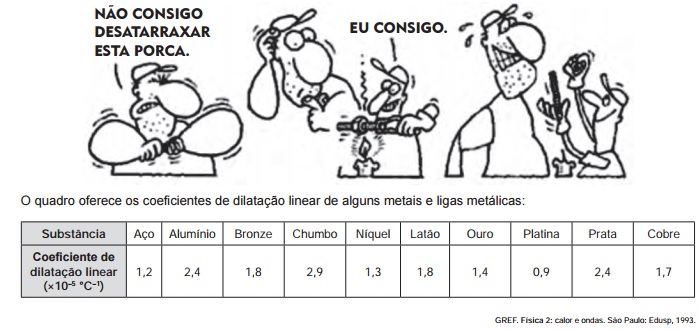 NÃO CONSIGO
DESATARRAXAR
ESTA PORCA.
EU CONSIGO.
O quadro oferece os coeficientes de dilatação linear de alguns metais e ligas metálicas:
Substância Aço Alumínio Bronze Chumbo Níquel Latão Ouro Platina Prata Cobre
Coeficiente de
dilatação linear
(×10⁻⁵ °C⁻¹)
1,2 2,4 1,8 2,9 1,3 1,8 1,4 0,9 2,4 1,7
GREF. Física 2: calor e ondas. São Paulo: Edusp, 1993.